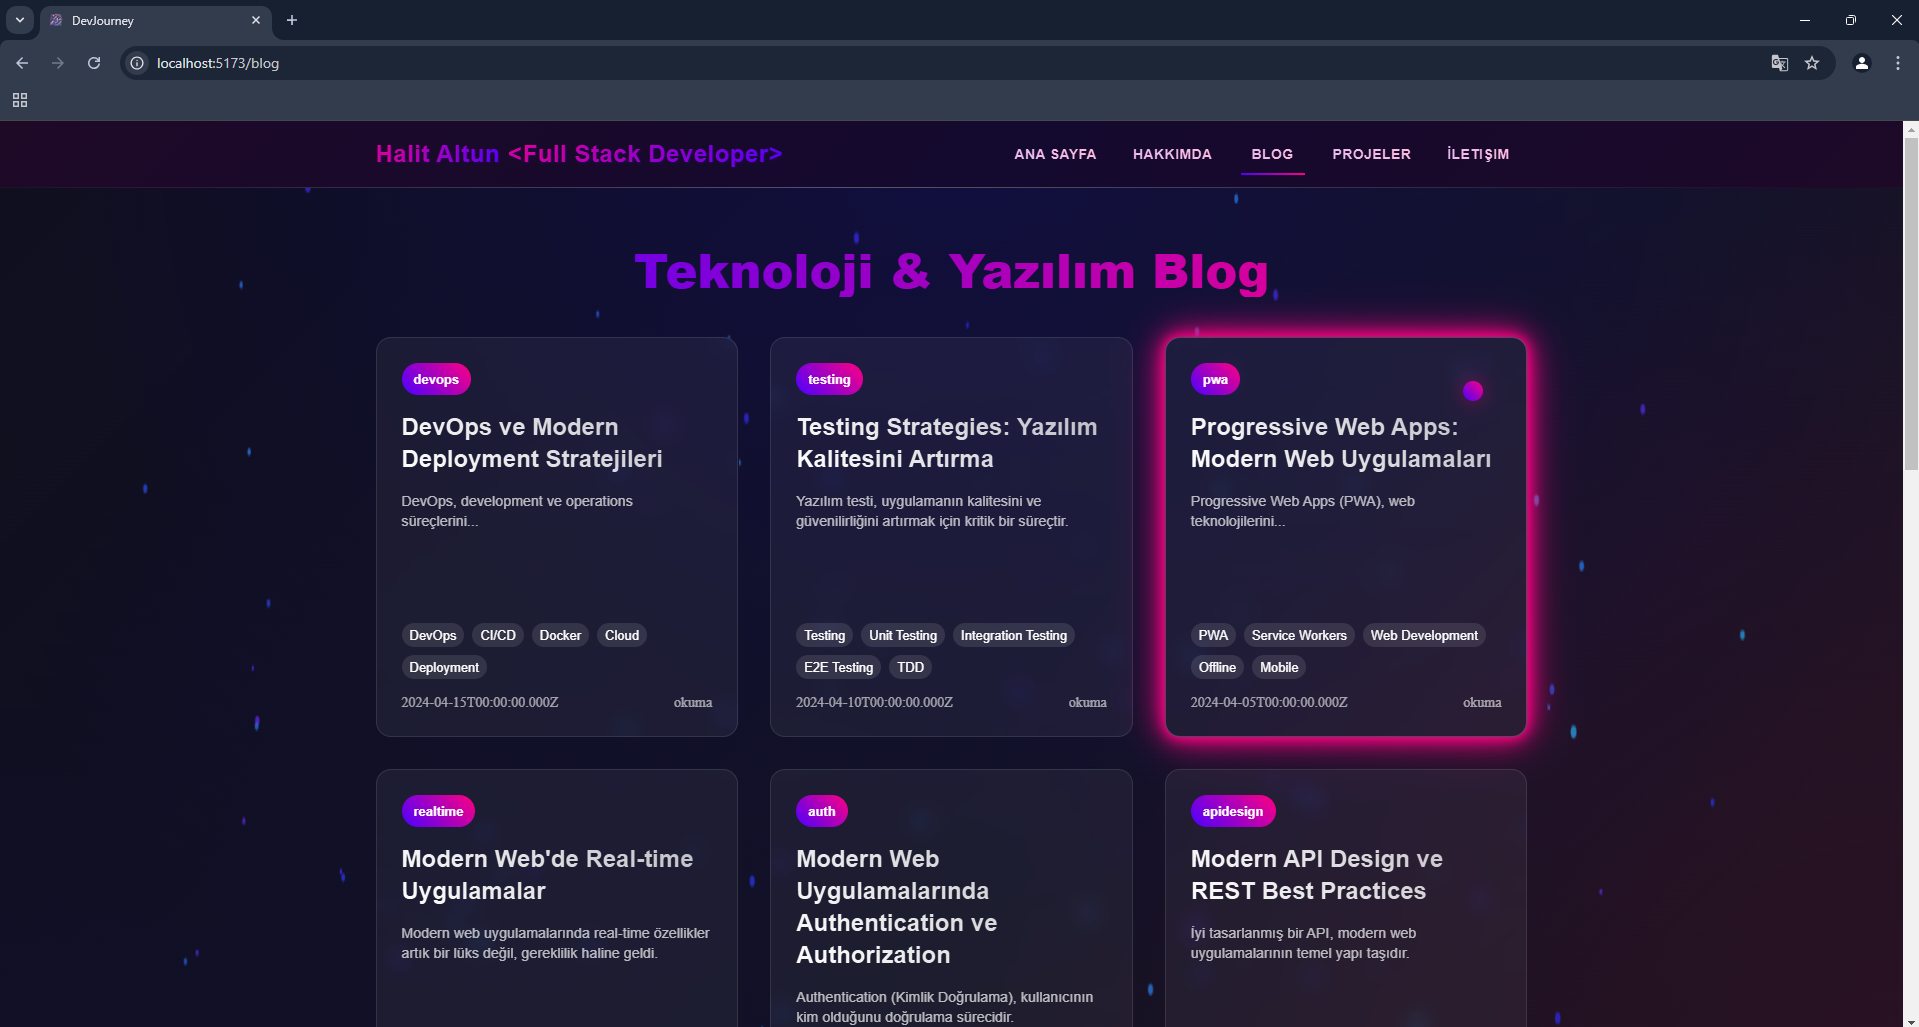 DevJourney
localhost:5173/blog
Halit Altun <Full Stack Developer>
ANA SAYFA
HAKKIMDA
BLOG
PROJELER
İLETIŞIM
Teknoloji & Yazılım Blog
devops
DevOps ve Modern
Deployment Stratejileri
DevOps, development ve operations
süreçlerini...
DevOps CI/CD Docker Cloud
Deployment
2024-04-15T00:00:00.000Z okuma
testing
Testing Strategies: Yazılım
Kalitesini Artırma
Yazılım testi, uygulamanın kalitesini ve
güvenilirliğini artırmak için kritik bir süreçtir.
Testing Unit Testing Integration Testing
E2E Testing TDD
2024-04-10T00:00:00.000Z okuma
pwa
Progressive Web Apps:
Modern Web Uygulamaları
Progressive Web Apps (PWA), web
teknolojilerini...
PWA Service Workers Web Development
Offline Mobile
2024-04-05T00:00:00.000Z okuma
realtime
Modern Web'de Real-time
Uygulamalar
Modern web uygulamalarında real-time özellikler
artık bir lüks değil, gereklilik haline geldi.
auth
Modern Web
Uygulamalarında
Authentication ve
Authorization
Authentication (Kimlik Doğrulama), kullanıcının
kim olduğunu doğrulama sürecidir.
apidesign
Modern API Design ve
REST Best Practices
İyi tasarlanmış bir API, modern web
uygulamalarının temel yapı taşıdır.